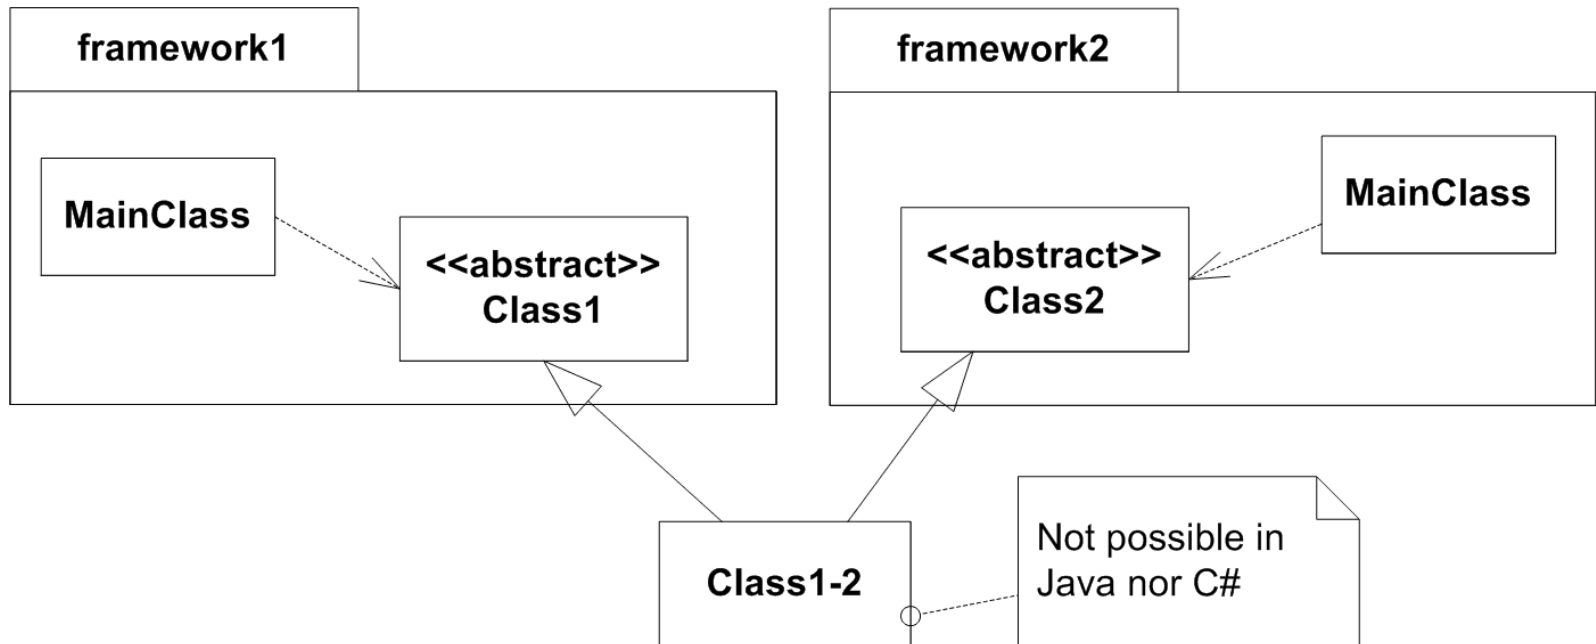 framework1
MainClass
<<abstract>>
Class1
framework2
<<abstract>>
Class2
MainClass
Class1-2
Not possible in
Java nor C#